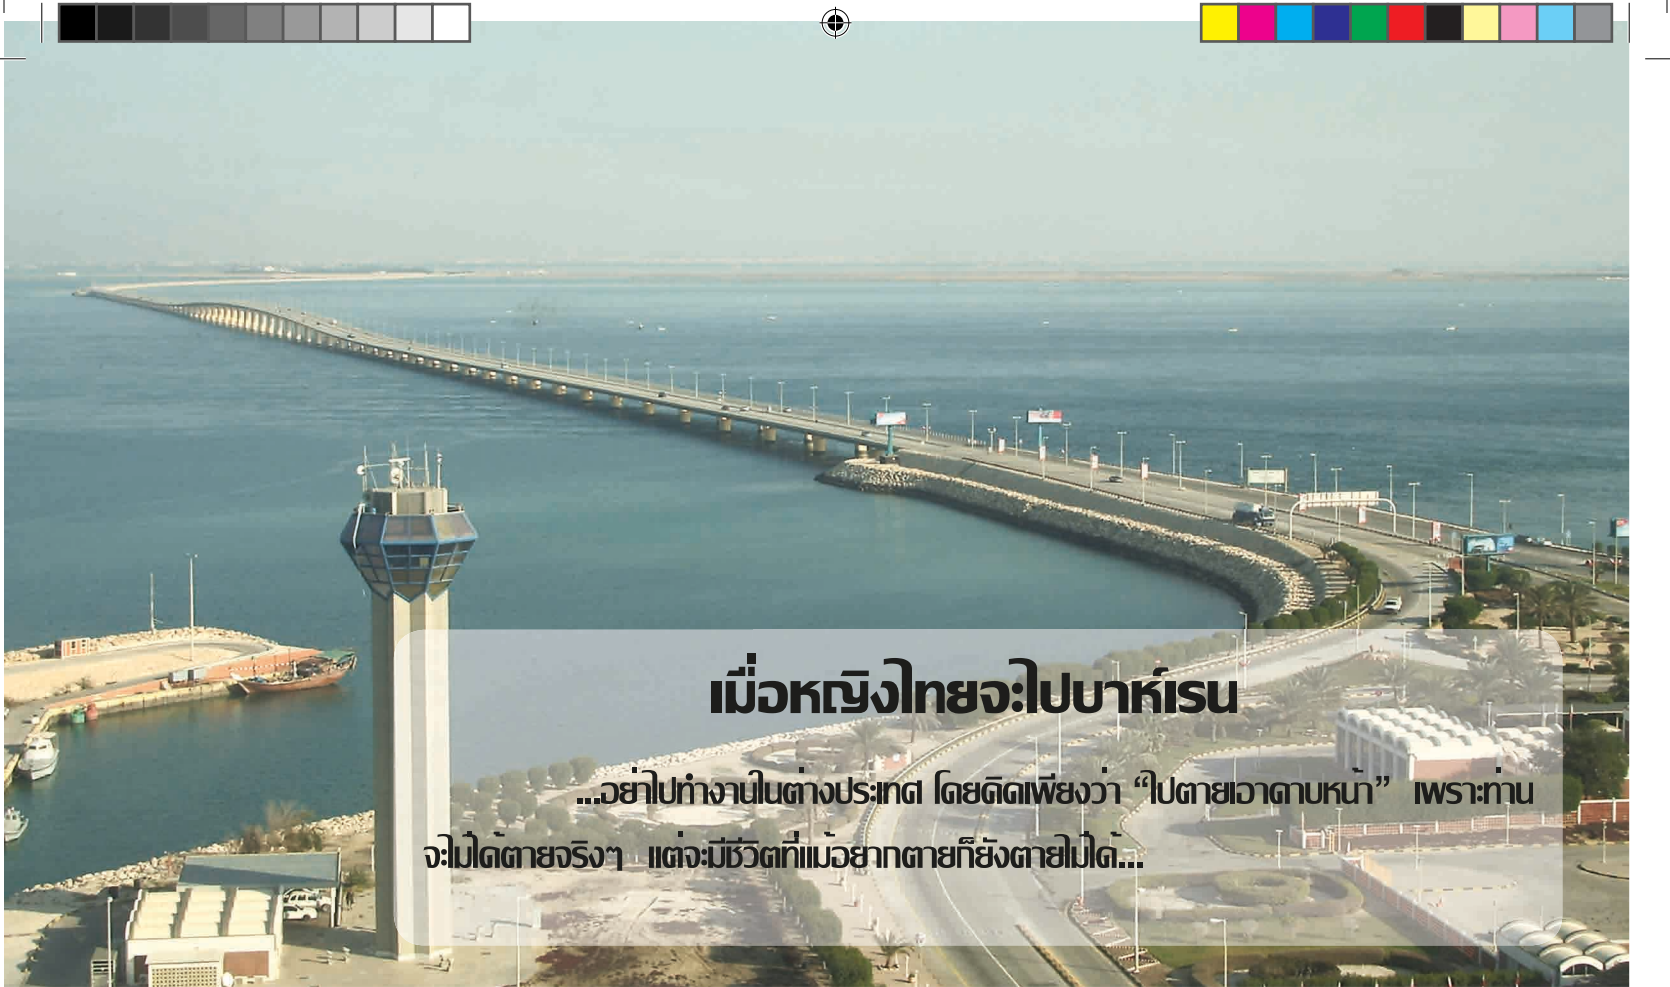 เมื่อหญิงไทยจะไปบาห์เรน
...อย่าไปทำงานในต่างประเทศ โดยคิดเพียงว่า “ไปตายเอาดาบหน้า” เพราะท่าน
จะไม่ได้ตายจริงๆ แต่จะมีชีวิตที่แม้อยากตายก็ยังตายไม่ได้...